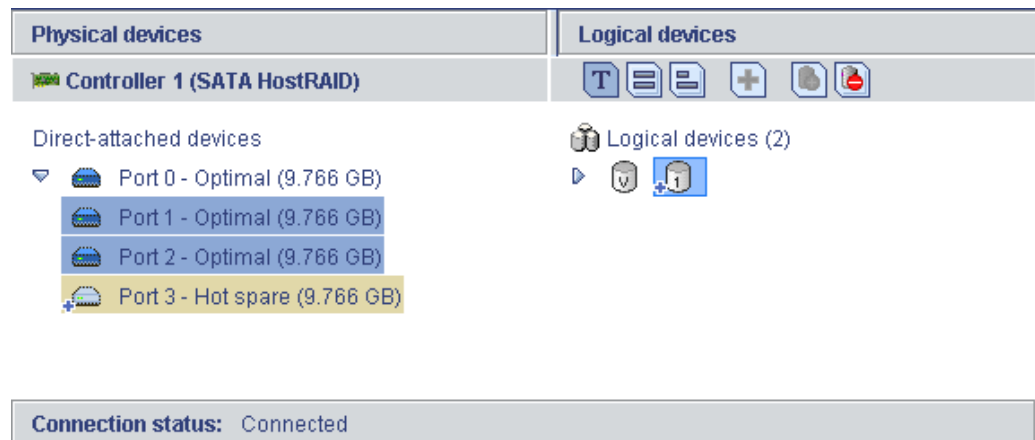 Physical devices
Logical devices
Controller 1 (SATA HostRAID)
T
Direct-attached devices
Logical devices (2)
Port 0 - Optimal (9.766 GB)
V 1
Port 1 - Optimal (9.766 GB)
Port 2 - Optimal (9.766 GB)
Port 3 - Hot spare (9.766 GB)
Connection status: Connected